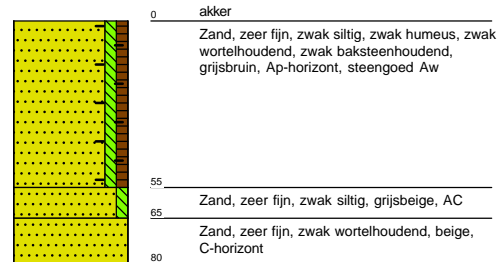 0 akker
Zand, zeer fijn, zwak siltig, zwak humeus, zwak
wortelhoudend, zwak baksteenhoudend,
grijsbruin, Ap-horizont, steengoed Aw
55
Zand, zeer fijn, zwak siltig, grijsbeige, AC
65
Zand, zeer fijn, zwak wortelhoudend, beige,
C-horizont
80